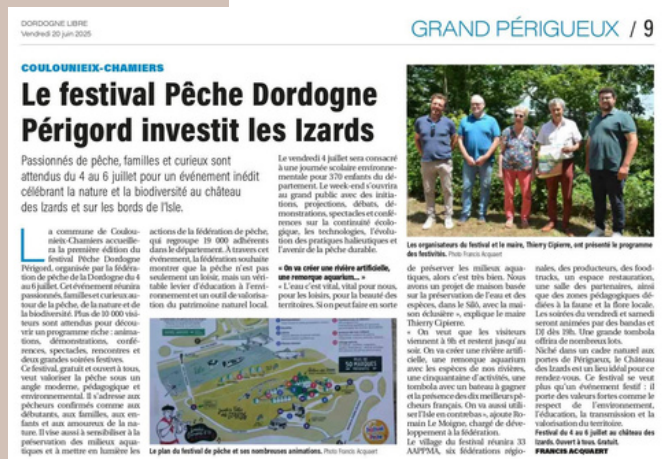 DORDOGNE LIBRE
Vendredi 20 juin 2025
GRAND PÉRIGUEUX / 9
COULOUNIEIX-CHAMIERS
Le festival Pêche Dordogne
Périgord investit les Izards
Passionnés de pêche, familles et curieux sont
attendus du 4 au 6 juillet pour un événement inédit
célébrant la nature et la biodiversité au château
des Izards et sur les bords de l'Isle.
La commune de Coulou-
nieix-Chamiers accueille-
ra la première édition du
festival Pêche Dordogne
Périgord, organisée par la fédéra-
tion de pêche de la Dordogne du 4
au 6 juillet. Cet événement réunira
passionnés, familles et curieux au-
tour de la pêche, de la nature et de
la biodiversité. Plus de 10 000 visi-
teurs sont attendus pour décou-
vrir un programme riche : anima-
tions, démonstrations, confé-
rences, spectacles, rencontres et
deux grandes soirées festives.
Ce festival, gratuit et ouvert à tous,
veut valoriser la pêche sous un
angle moderne, pédagogique et
environnemental. Il s'adresse aux
pêcheurs confirmés comme aux
débutants, aux familles, aux en-
fants et aux amoureux de la na-
ture. Il vise aussi à sensibiliser à la
préservation des milieux aqua-
tiques et à mettre en lumière les
actions de la fédération de pêche,
qui regroupe 19 000 adhérents
dans le département. À travers cet
événement, la fédération souhaite
montrer que la pêche n'est pas
seulement un loisir, mais un véri-
table levier d'éducation à l'envi-
ronnement et un outil de valorisa-
tion du patrimoine naturel local.
Le vendredi 4 juillet sera consacré
à une journée scolaire environne-
mentale pour 370 enfants du dé-
partement. Le week-end s'ouvrira
au grand public avec des initia-
tions, projections, débats, dé-
monstrations, spectacles et confé-
rences sur la continuité écolo-
gique, les technologies, l'évolu-
tion des pratiques halieutiques et
l'avenir de la pêche durable.
« On va créer une rivière artificielle,
une remorque aquarium... »
« L'eau c'est vital, vital pour nous,
pour les loisirs, pour la beauté des
territoires. Si on peut faire en sorte
Le plan du festival de pêche et ses nombreuses animations. Photo Francis Acquaert
Les organisateurs du festival et le maire, Thierry Cipierre, ont présenté le programme
des festivités. Photo Francis Acquaert
de préserver les milieux aqua-
tiques, alors c'est très bien. Nous
avons un projet de maison basée
sur la préservation de l'eau et des
espèces, dans le Silo, avec la mai-
son éclusière », explique le maire
Thierry Cipierre.
« On veut que les visiteurs
viennent à 9h et restent jusqu'au
soir. On va créer une rivière artifi-
cielle, une remorque aquarium
avec les espèces de nos rivières,
une cinquantaine d'activités, une
tombola avec un bateau à gagner
et la présence des dix meilleurs pê-
cheurs français. On va aussi utili-
ser l'Isle en contrebas», ajoute Ro-
main Le Moigne, chargé de déve-
loppement à la fédération.
Le village du festival réunira 33
AAPPMA, six fédérations régio-
nales, des producteurs, des food-
trucks, un espace restauration,
une salle des partenaires, ainsi
que des zones pédagogiques dé-
diées à la faune et la flore locale.
Les soirées du vendredi et samedi
seront animées par des bandas et
DJ dès 19h. Une grande tombola
offrira de nombreux lots.
Niché dans un cadre naturel aux
portes de Périgueux, le Château
des Izards est un lieu idéal pour ce
rendez-vous. Ce festival se veut
plus qu'un événement festif : il
porte des valeurs fortes comme le
respect de l'environnement,
l'éducation, la transmission et la
valorisation du territoire.
Festival du 4 au 6 juillet au château des
Izards. Ouvert à tous. Gratuit.
FRANCIS ACQUAERT